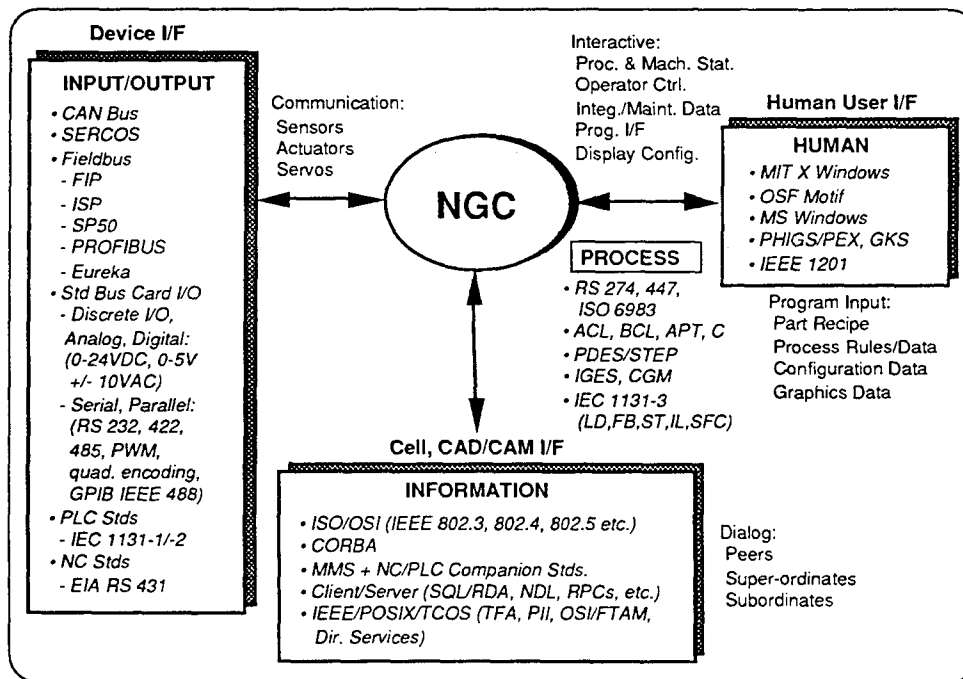 Device I/F
INPUT/OUTPUT
• CAN Bus
• SERCOS
• Fieldbus
- FIP
- ISP
- SP50
- PROFIBUS
- Eureka
• Std Bus Card I/O
- Discrete I/O,
Analog, Digital:
(0-24VDC, 0-5V
+/- 10VAC)
- Serial, Parallel:
(RS 232, 422,
485, PWM,
quad. encoding,
GPIB IEEE 488)
• PLC Stds
- IEC 1131-1/-2
• NC Stds
- EIA RS 431
Communication:
Sensors
Actuators
Servos
NGC
Interactive:
Proc. & Mach. Stat.
Operator Ctrl.
Integ./Maint. Data
Prog. I/F
Display Config.
Human User I/F
HUMAN
• MIT X Windows
• OSF Motif
• MS Windows
• PHIGS/PEX, GKS
• IEEE 1201
Program Input:
Part Recipe
Process Rules/Data
Configuration Data
Graphics Data
PROCESS
• RS 274, 447,
ISO 6983
• ACL, BCL, APT, C
• PDES/STEP
• IGES, CGM
• IEC 1131-3
(LD,FB,ST,IL,SFC)
Cell, CAD/CAM I/F
INFORMATION
• ISO/OSI (IEEE 802.3, 802.4, 802.5 etc.)
• CORBA
• MMS + NC/PLC Companion Stds.
• Client/Server (SQL/RDA, NDL, RPCs, etc.)
• IEEE/POSIX/TCOS (TFA, PII, OSI/FTAM,
Dir. Services)
Dialog:
Peers
Super-ordinates
Subordinates